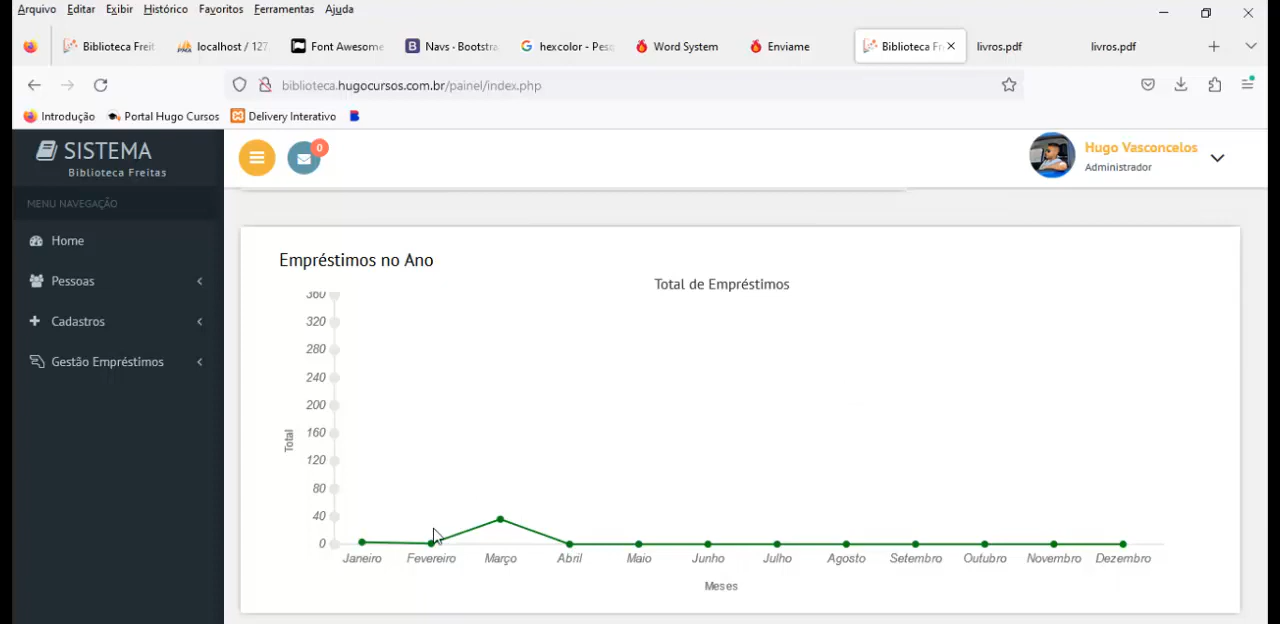 Arquivo Editar Exibir Histórico Favoritos Ferramentas Ajuda
Biblioteca Freit localhost / 127 Font Awesome Navs · Bootstra hexcolor - Pesq Word System Enviame Biblioteca Fr livros.pdf livros.pdf
biblioteca.hugocursos.com.br/painel/index.php
Introdução Portal Hugo Cursos Delivery Interativo
SISTEMA
Biblioteca Freitas
0
Hugo Vasconcelos
Administrador
MENU NAVEGAÇÃO
Home
Pessoas
Cadastros
Gestão Empréstimos
Empréstimos no Ano
Total de Empréstimos
360
320
280
240
200
160
120
80
40
0
Total
Janeiro Fevereiro Março Abril Maio Junho Julho Agosto Setembro Outubro Novembro Dezembro
Meses